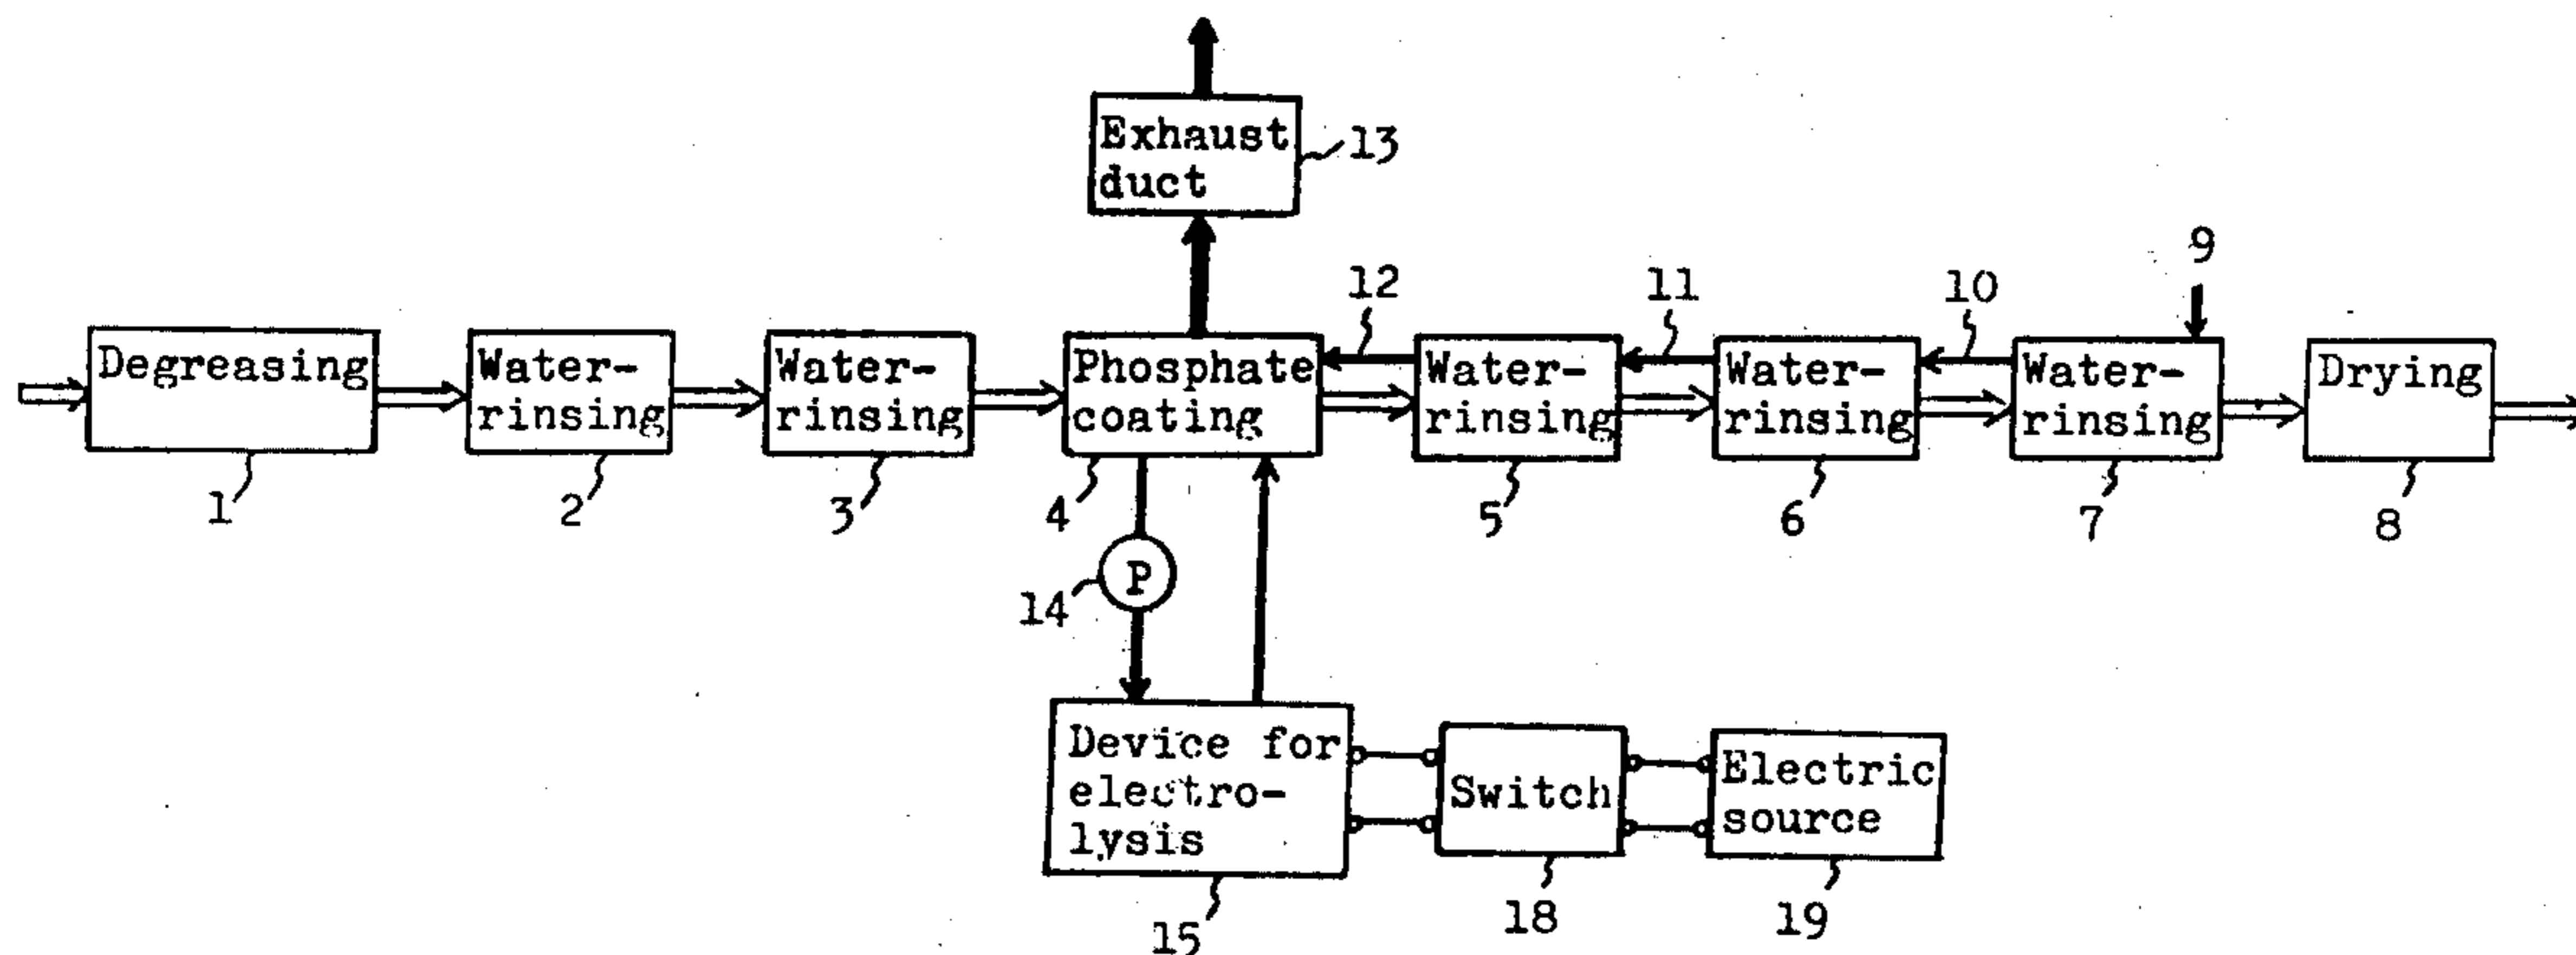 Exhaust
duct
13
9
12
11
10
Degreasing
Water-
rinsing
Water-
rinsing
Phosphate
coating
Water-
rinsing
Water-
rinsing
Water-
rinsing
Drying
1
2
3
4
5
6
7
8
P
14
Device for
electro-
lysis
Switch
Electric
source
15
18
19